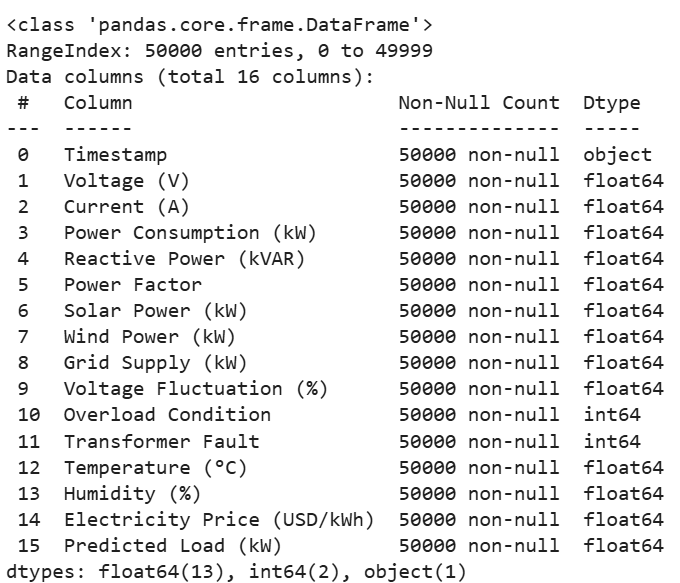 <class 'pandas.core.frame.DataFrame'>
RangeIndex: 50000 entries, 0 to 49999
Data columns (total 16 columns):
 #   Column                        Non-Null Count  Dtype
---  ------                        --------------  -----
 0   Timestamp                     50000 non-null  object
 1   Voltage (V)                   50000 non-null  float64
 2   Current (A)                   50000 non-null  float64
 3   Power Consumption (kW)        50000 non-null  float64
 4   Reactive Power (kVAR)         50000 non-null  float64
 5   Power Factor                  50000 non-null  float64
 6   Solar Power (kW)              50000 non-null  float64
 7   Wind Power (kW)               50000 non-null  float64
 8   Grid Supply (kW)              50000 non-null  float64
 9   Voltage Fluctuation (%)       50000 non-null  float64
 10  Overload Condition            50000 non-null  int64
 11  Transformer Fault             50000 non-null  int64
 12  Temperature (°C)              50000 non-null  float64
 13  Humidity (%)                  50000 non-null  float64
 14  Electricity Price (USD/kWh)   50000 non-null  float64
 15  Predicted Load (kW)           50000 non-null  float64
dtypes: float64(13), int64(2), object(1)